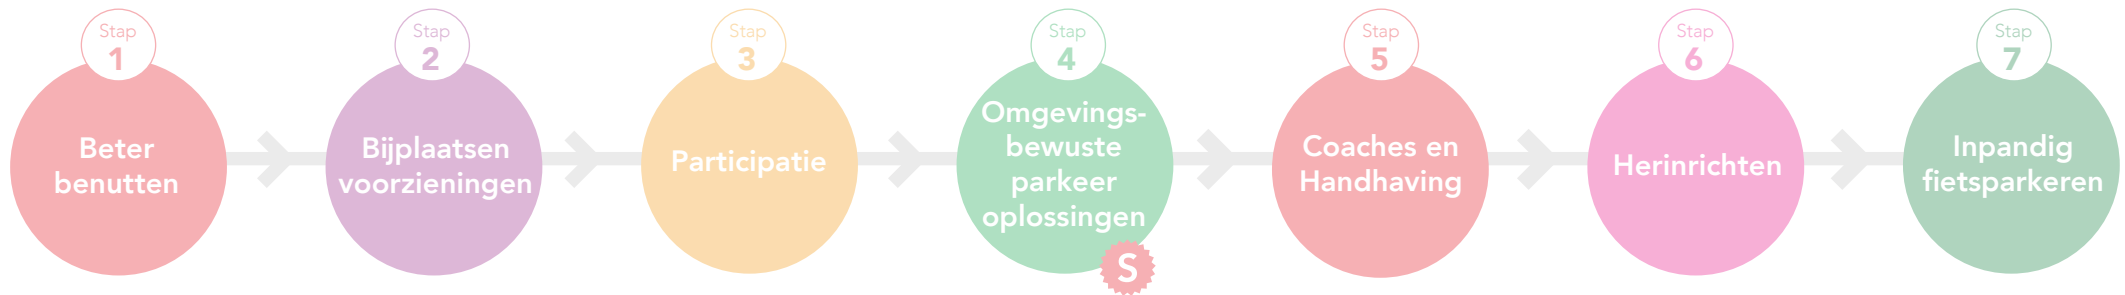 Stap
1
Beter
benutten
Stap
2
Bijplaatsen
voorzieningen
Stap
3
Participatie
Stap
4
Omgevings-
bewuste
parkeer
oplossingen
S
Stap
5
Coaches en
Handhaving
Stap
6
Herinrichten
Stap
7
Inpandig
fietsparkeren